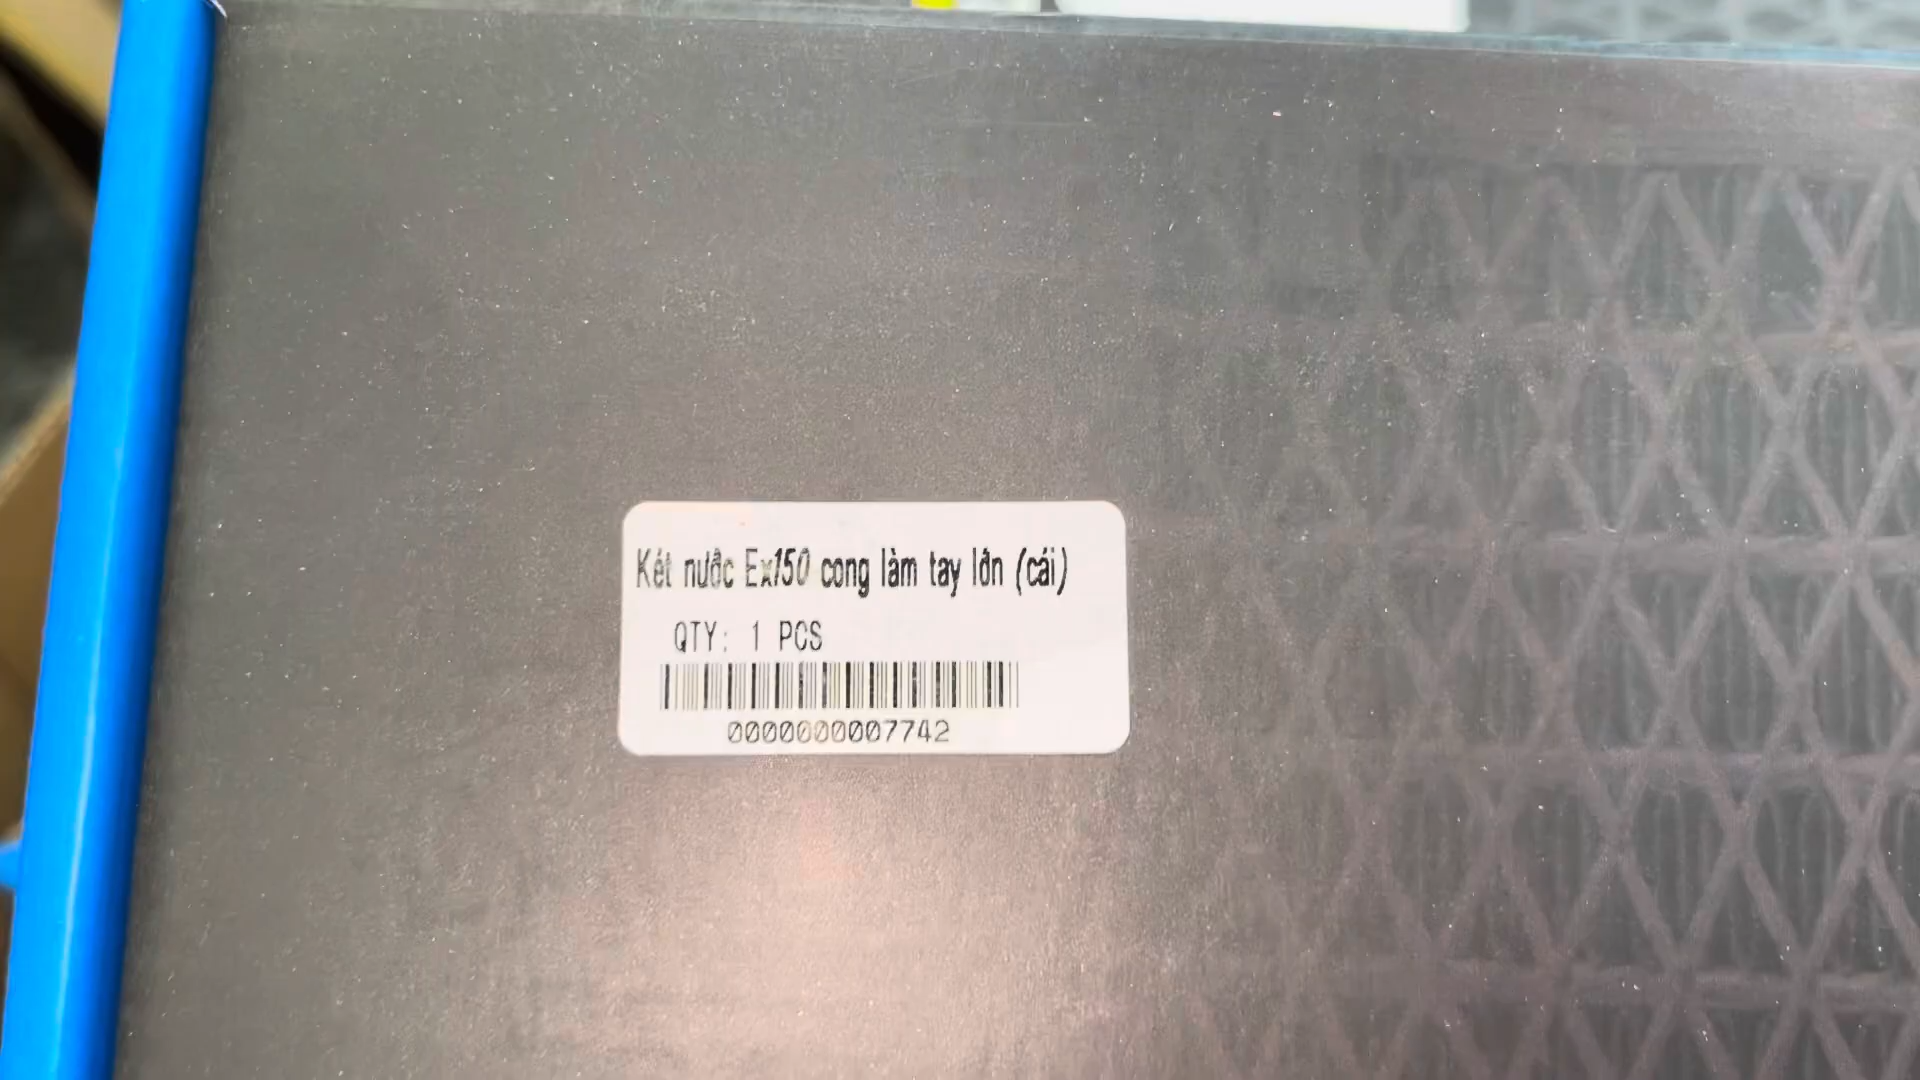 Két nước Ex150 cong làm tay lớn (cái)
QTY: 1 PCS
0000000007742